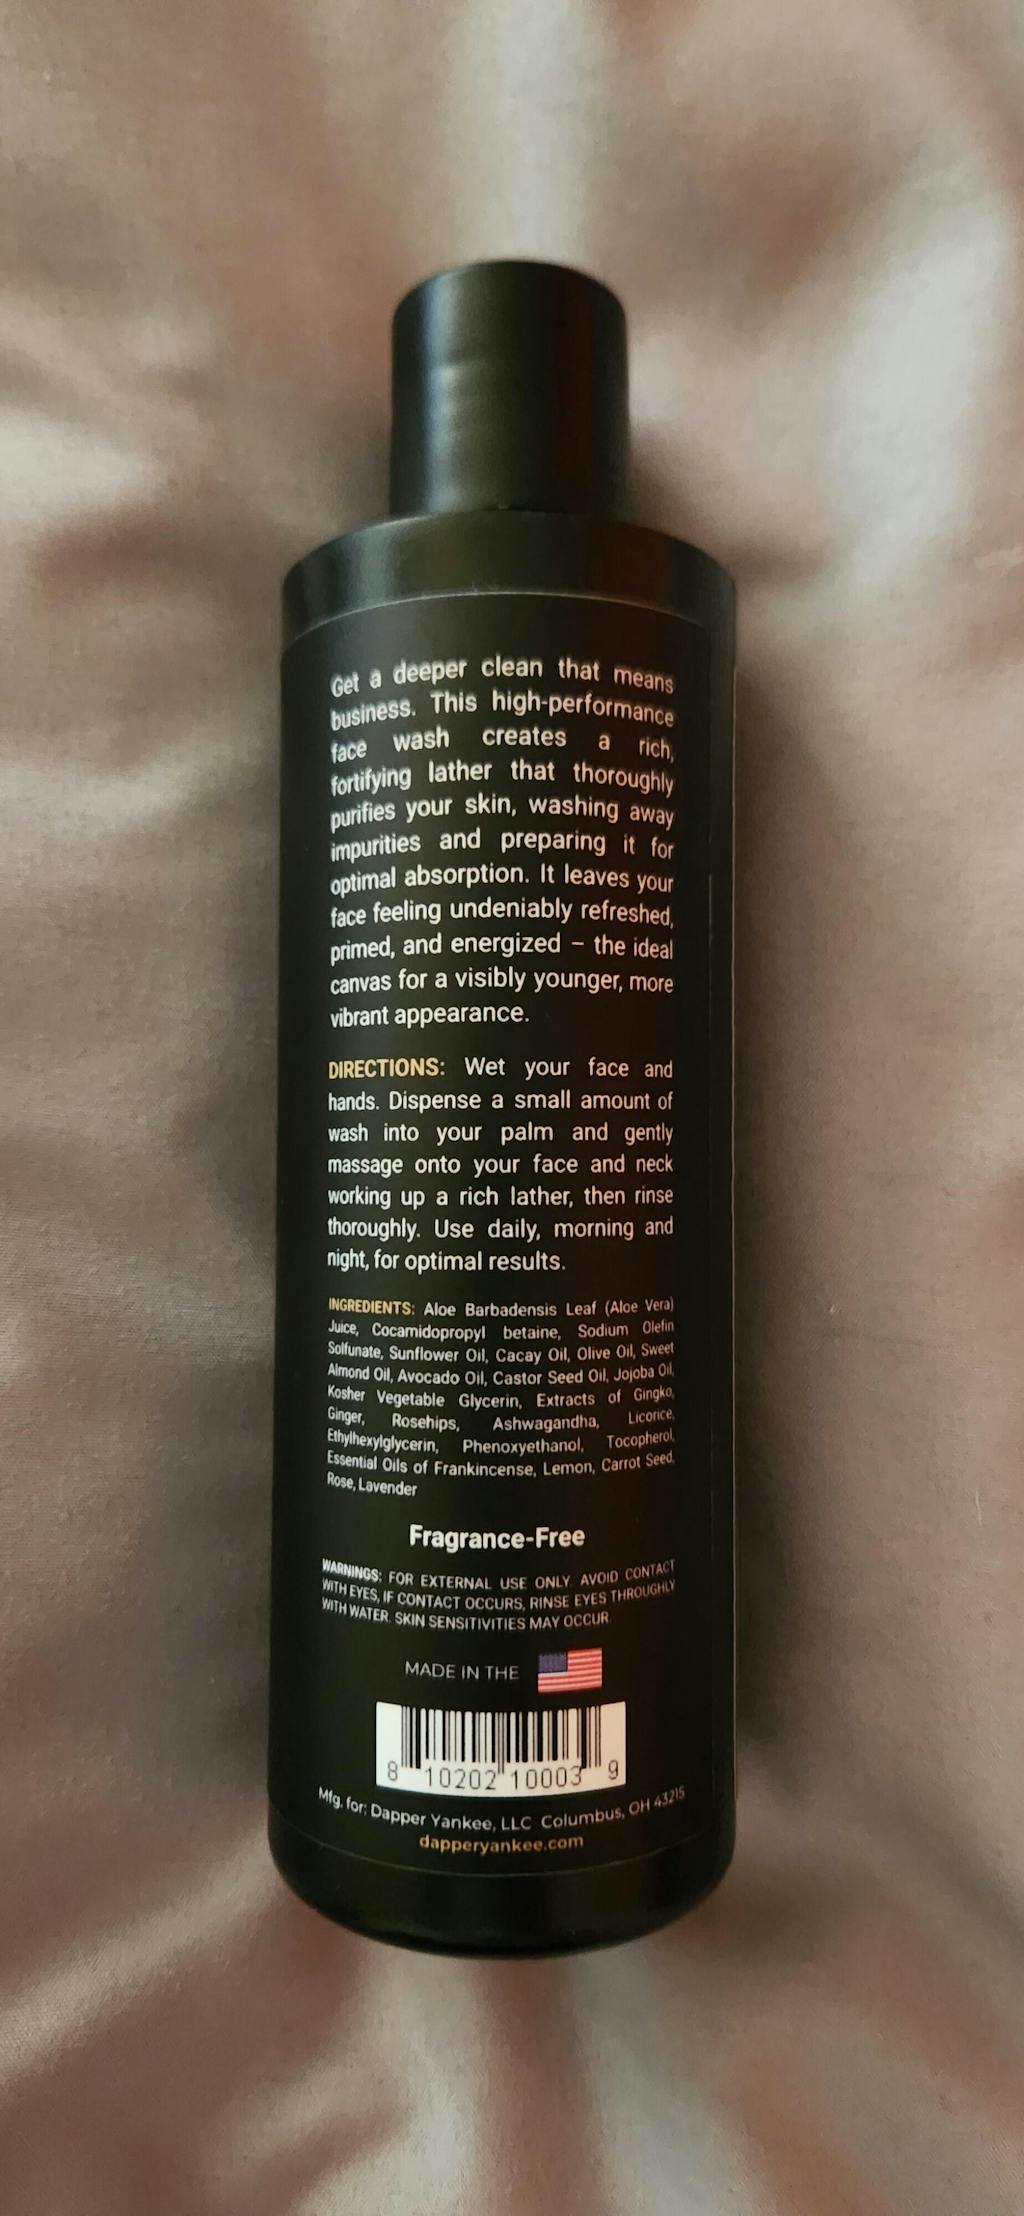 Get a deeper clean that means
business. This high-performance
face wash creates a rich,
fortifying lather that thoroughly
purifies your skin, washing away
impurities and preparing it for
optimal absorption. It leaves your
face feeling undeniably refreshed,
primed, and energized – the ideal
canvas for a visibly younger, more
vibrant appearance.
DIRECTIONS: Wet your face and
hands. Dispense a small amount of
wash into your palm and gently
massage onto your face and neck
working up a rich lather, then rinse
thoroughly. Use daily, morning and
night, for optimal results.
INGREDIENTS: Aloe Barbadensis Leaf (Aloe Vera)
Juice, Cocamidopropyl betaine, Sodium Olefin
Solfunate, Sunflower Oil, Cacay Oil, Olive Oil, Sweet
Almond Oil, Avocado Oil, Castor Seed Oil, Jojoba Oil,
Kosher Vegetable Glycerin, Extracts of Gingko,
Ginger, Rosehips, Ashwagandha, Licorice,
Ethylhexylglycerin, Phenoxyethanol, Tocopherol,
Essential Oils of Frankincense, Lemon, Carrot Seed,
Rose, Lavender
Fragrance-Free
WARNINGS: FOR EXTERNAL USE ONLY. AVOID CONTACT
WITH EYES, IF CONTACT OCCURS, RINSE EYES THROUGHLY
WITH WATER. SKIN SENSITIVITIES MAY OCCUR.
MADE IN THE
8 10202 10003 9
Mfg. for: Dapper Yankee, LLC Columbus, OH 43215
dapperyankee.com